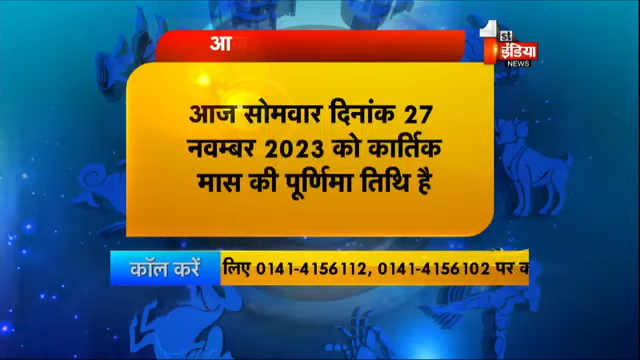 आ
1st
इंडिया
NEWS
आज सोमवार दिनांक 27
नवम्बर 2023 को कार्तिक
मास की पूर्णिमा तिथि है
कॉल करें
लिए 0141-4156112, 0141-4156102 पर